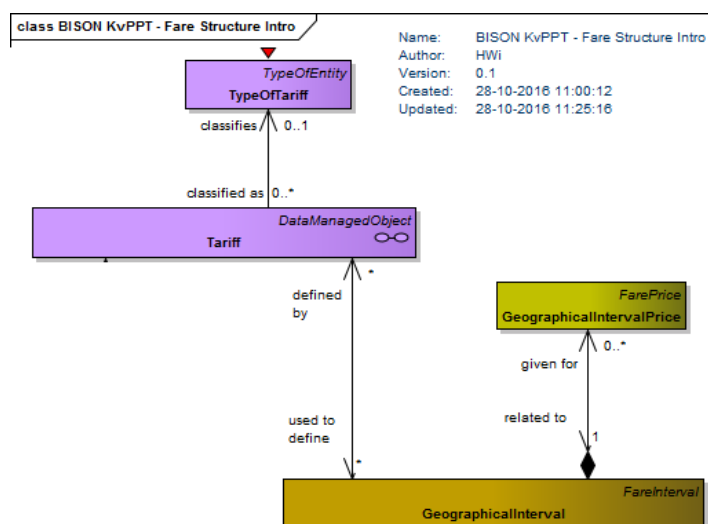 class BISON KvPPT - Fare Structure Intro
Name: BISON KvPPT - Fare Structure Intro
Author: HWi
Version: 0.1
Created: 28-10-2016 11:00:12
Updated: 28-10-2016 11:25:16
TypeOfEntity
TypeOfTariff
classifies 0..1
classified as 0..*
DataManagedObject
Tariff
*
defined
by
FarePrice
GeographicalIntervalPrice
0..*
given for
used to
define
*
related to
1
FareInterval
GeographicalInterval